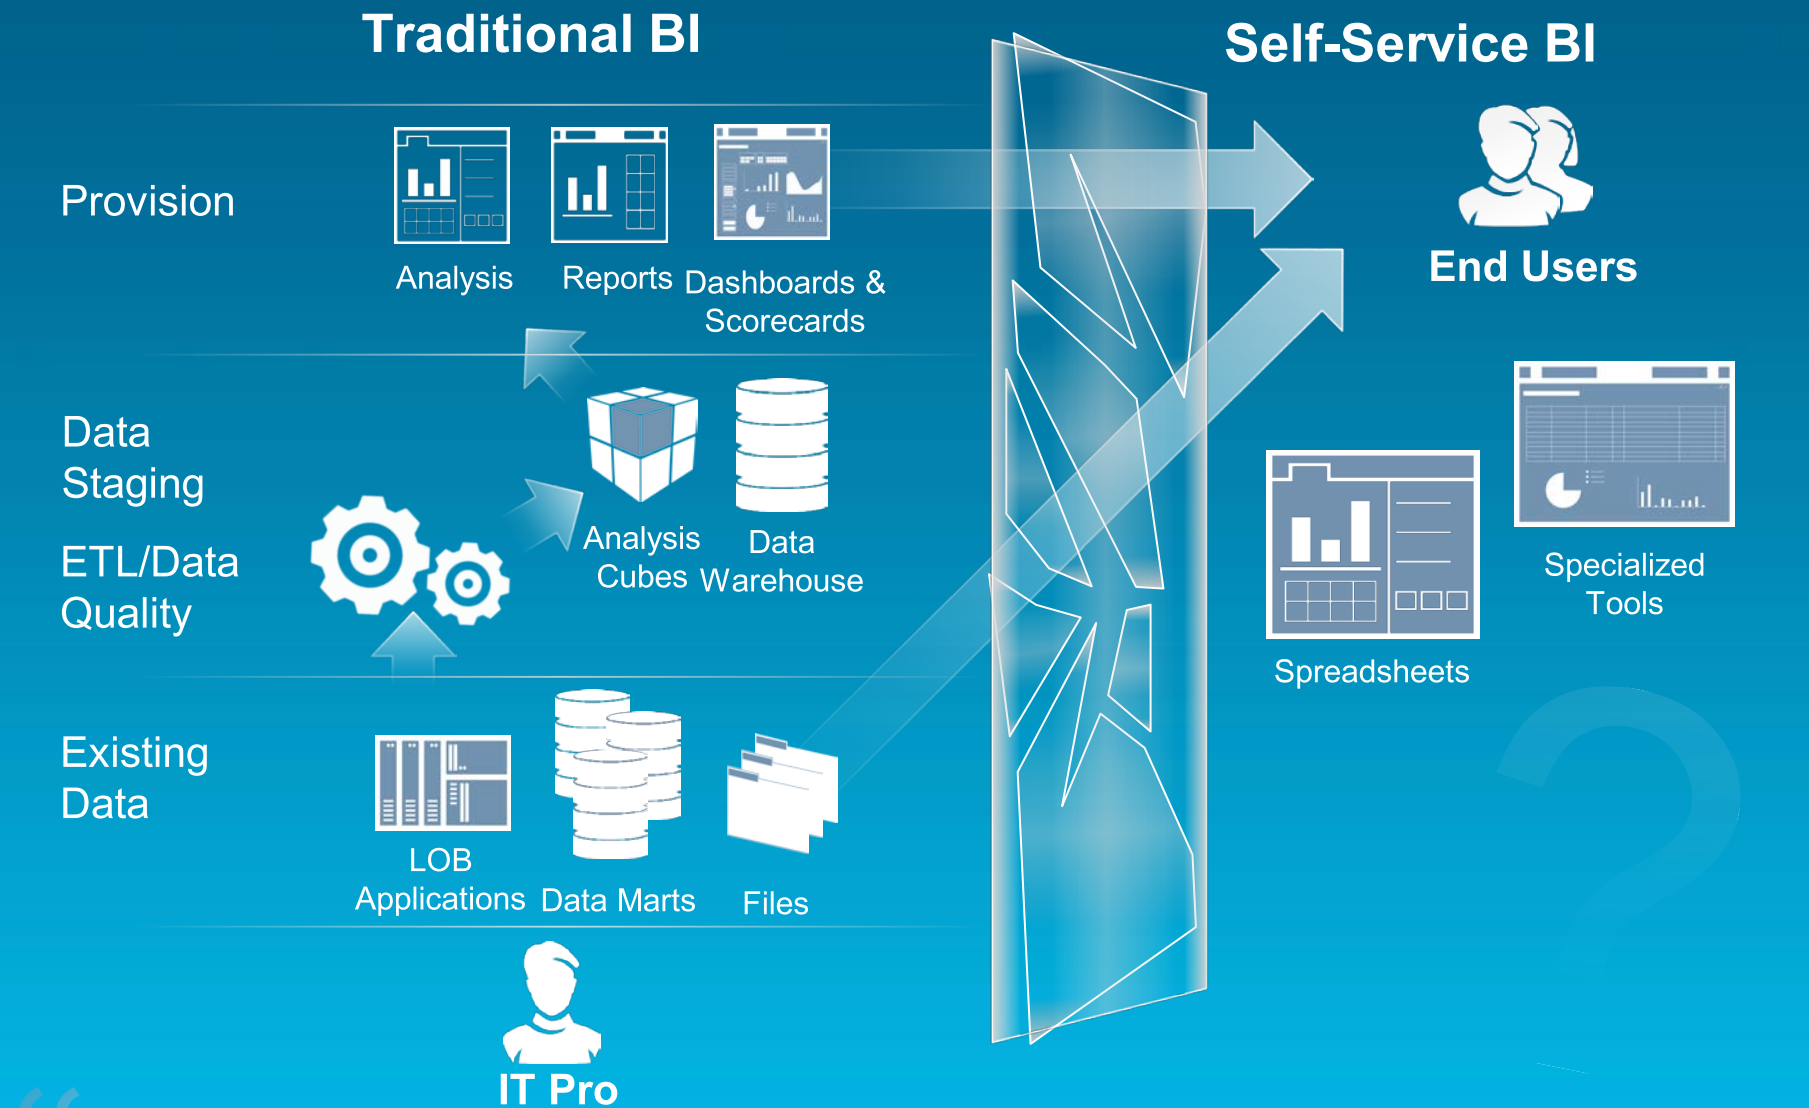 Traditional BI
Self-Service BI
Provision
Analysis
Reports
Dashboards &
Scorecards
End Users
Data
Staging
ETL/Data
Quality
Analysis
Cubes
Data
Warehouse
Specialized
Tools
Spreadsheets
Existing
Data
LOB
Applications
Data Marts
Files
IT Pro
?
“